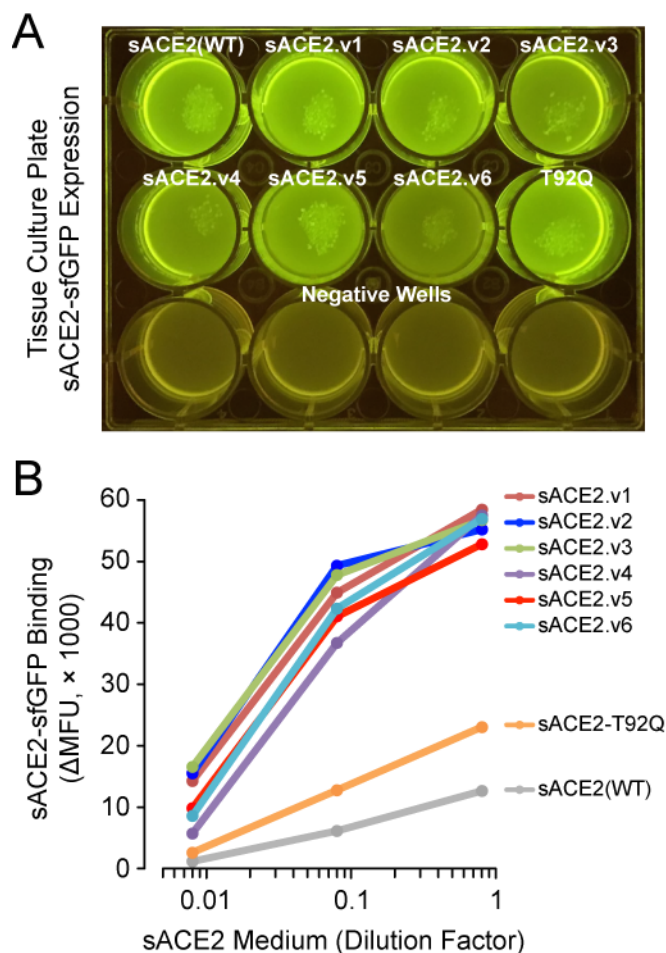 A
Tissue Culture Plate
sACE2-sfGFP Expression
sACE2(WT) sACE2.v1 sACE2.v2 sACE2.v3
sACE2.v4 sACE2.v5 sACE2.v6 T92Q
Negative Wells
B
sACE2-sfGFP Binding
(ΔMFU, × 1000)
60
50
40
30
20
10
0
0.01 0.1 1
sACE2 Medium (Dilution Factor)
sACE2.v1
sACE2.v2
sACE2.v3
sACE2.v4
sACE2.v5
sACE2.v6
sACE2-T92Q
sACE2(WT)